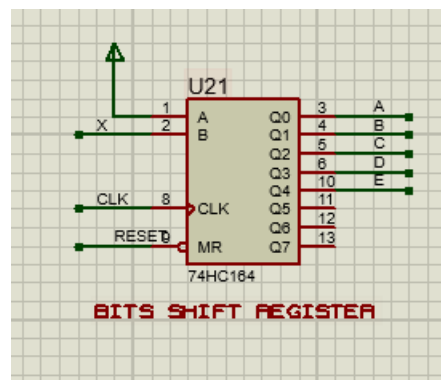 U21
1 A Q0 3 A
X 2 B Q1 4 B
Q2 5 C
Q3 6 D
Q4 10 E
CLK 8 CLK Q5 11
Q6 12
RESET 9 MR Q7 13
74HC164
BITS SHIFT REGISTER